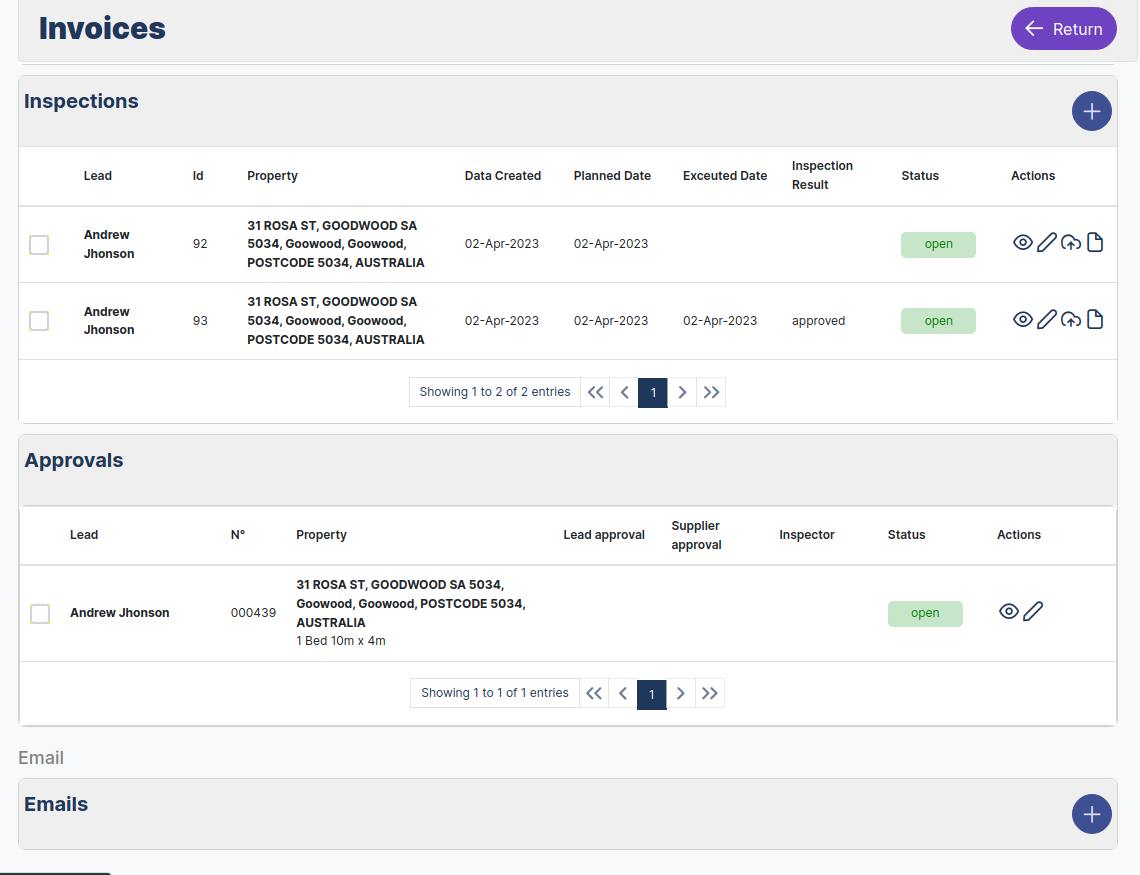 Invoices
Return
Inspections
Lead Id Property Data Created Planned Date Exceuted Date Inspection Result Status Actions
Andrew Jhonson 92 31 ROSA ST, GOODWOOD SA 5034, Goowood, Goowood, POSTCODE 5034, AUSTRALIA 02-Apr-2023 02-Apr-2023 open
Andrew Jhonson 93 31 ROSA ST, GOODWOOD SA 5034, Goowood, Goowood, POSTCODE 5034, AUSTRALIA 02-Apr-2023 02-Apr-2023 02-Apr-2023 approved open
Showing 1 to 2 of 2 entries 1
Approvals
Lead N° Property Lead approval Supplier approval Inspector Status Actions
Andrew Jhonson 000439 31 ROSA ST, GOODWOOD SA 5034, Goowood, Goowood, POSTCODE 5034, AUSTRALIA 1 Bed 10m x 4m open
Showing 1 to 1 of 1 entries 1
Email
Emails